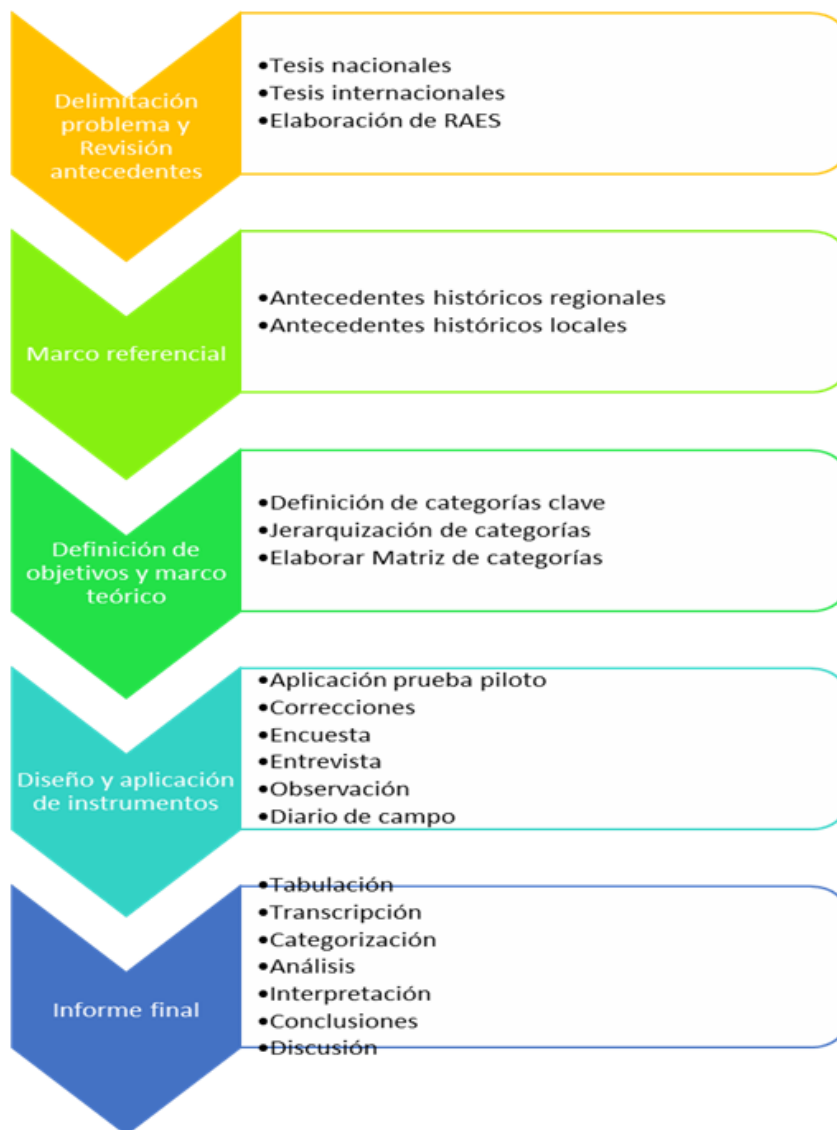 Delimitación
problema y
Revisión
antecedentes
•Tesis nacionales
•Tesis internacionales
•Elaboración de RAES
Marco referencial
•Antecedentes históricos regionales
•Antecedentes históricos locales
Definición de
objetivos y marco
teórico
•Definición de categorías clave
•Jerarquización de categorías
•Elaborar Matriz de categorías
Diseño y aplicación
de instrumentos
•Aplicación prueba piloto
•Correcciones
•Encuesta
•Entrevista
•Observación
•Diario de campo
Informe final
•Tabulación
•Transcripción
•Categorización
•Análisis
•Interpretación
•Conclusiones
•Discusión